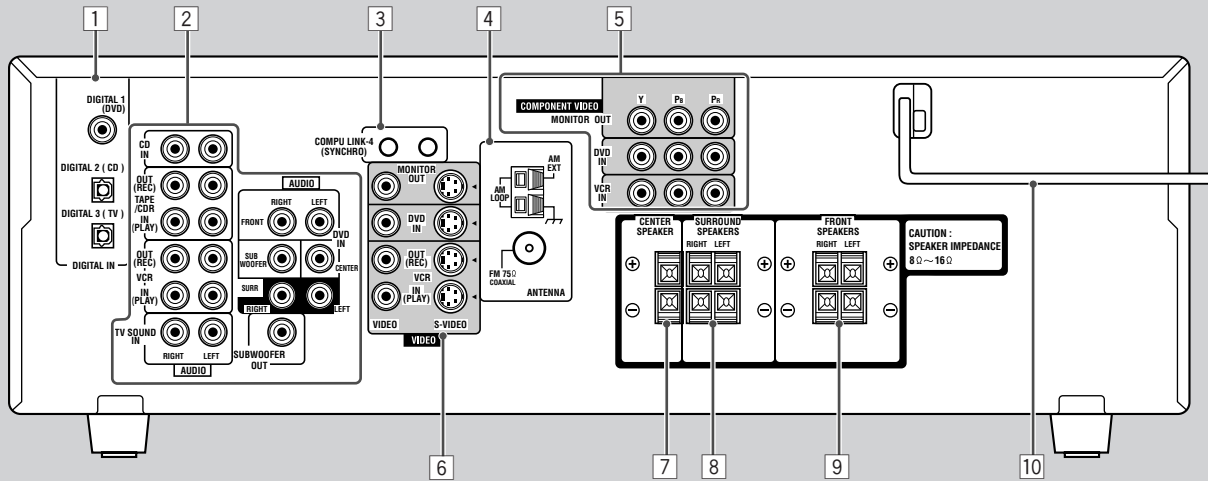 1
2
3
4
5
DIGITAL 1
(DVD)
DIGITAL 2 ( CD )
DIGITAL 3 ( TV )
DIGITAL IN
CD
IN
OUT
(REC)
TAPE
/CDR
IN
(PLAY)
OUT
(REC)
VCR
IN
(PLAY)
TV SOUND
IN
RIGHT
LEFT
AUDIO
AUDIO
RIGHT
LEFT
FRONT
DVD
IN
SUB
WOOFER
CENTER
SURR
RIGHT
LEFT
SUBWOOFER
OUT
COMPU LINK-4
(SYNCHRO)
MONITOR
OUT
DVD
IN
OUT
(REC)
VCR
IN
(PLAY)
VIDEO
S-VIDEO
VIDEO
AM
EXT
AM
LOOP
FM 75Ω
COAXIAL
ANTENNA
COMPONENT VIDEO
MONITOR OUT
Y
PB
PR
DVD
IN
VCR
IN
CENTER
SPEAKER
SURROUND
SPEAKERS
RIGHT
LEFT
FRONT
SPEAKERS
RIGHT
LEFT
+
+
+
−
−
−
CAUTION :
SPEAKER IMPEDANCE
8Ω～16Ω
6
7
8
9
10